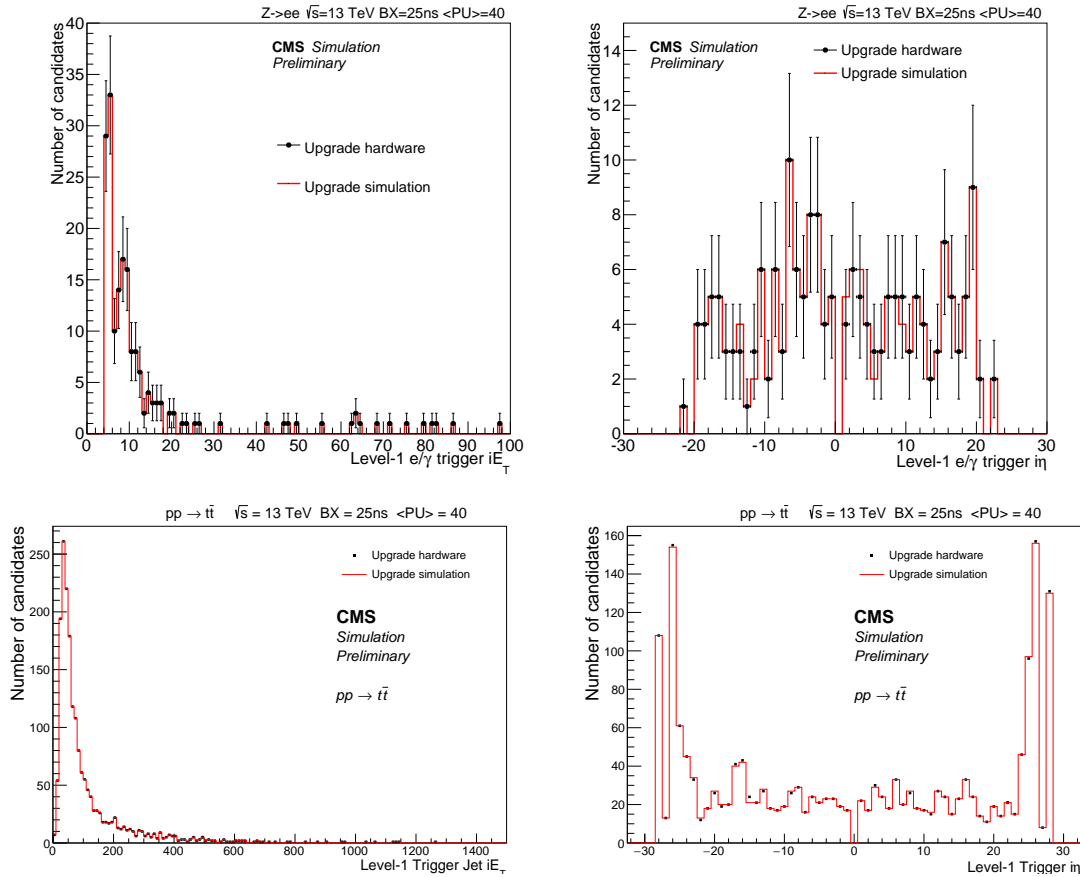 Z->ee √s=13 TeV BX=25ns <PU>=40
CMS Simulation
Preliminary
Upgrade hardware
Upgrade simulation
Number of candidates
40
35
30
25
20
15
10
5
0
0 10 20 30 40 50 60 70 80 90 100
Level-1 e/γ trigger iE_T
Z->ee √s=13 TeV BX=25ns <PU>=40
CMS Simulation
Preliminary
Upgrade hardware
Upgrade simulation
Number of candidates
14
12
10
8
6
4
2
0
-30 -20 -10 0 10 20 30
Level-1 e/γ trigger iη
pp → tt̄ √s = 13 TeV BX = 25ns <PU> = 40
Upgrade hardware
Upgrade simulation
CMS
Simulation
Preliminary
pp → tt̄
Number of candidates
250
200
150
100
50
0
0 200 400 600 800 1000 1200 1400
Level-1 Trigger Jet iE_T
pp → tt̄ √s = 13 TeV BX = 25ns <PU> = 40
Upgrade hardware
Upgrade simulation
CMS
Simulation
Preliminary
pp → tt̄
Number of candidates
160
140
120
100
80
60
40
20
0
−30 −20 −10 0 10 20 30
Level-1 Trigger iη